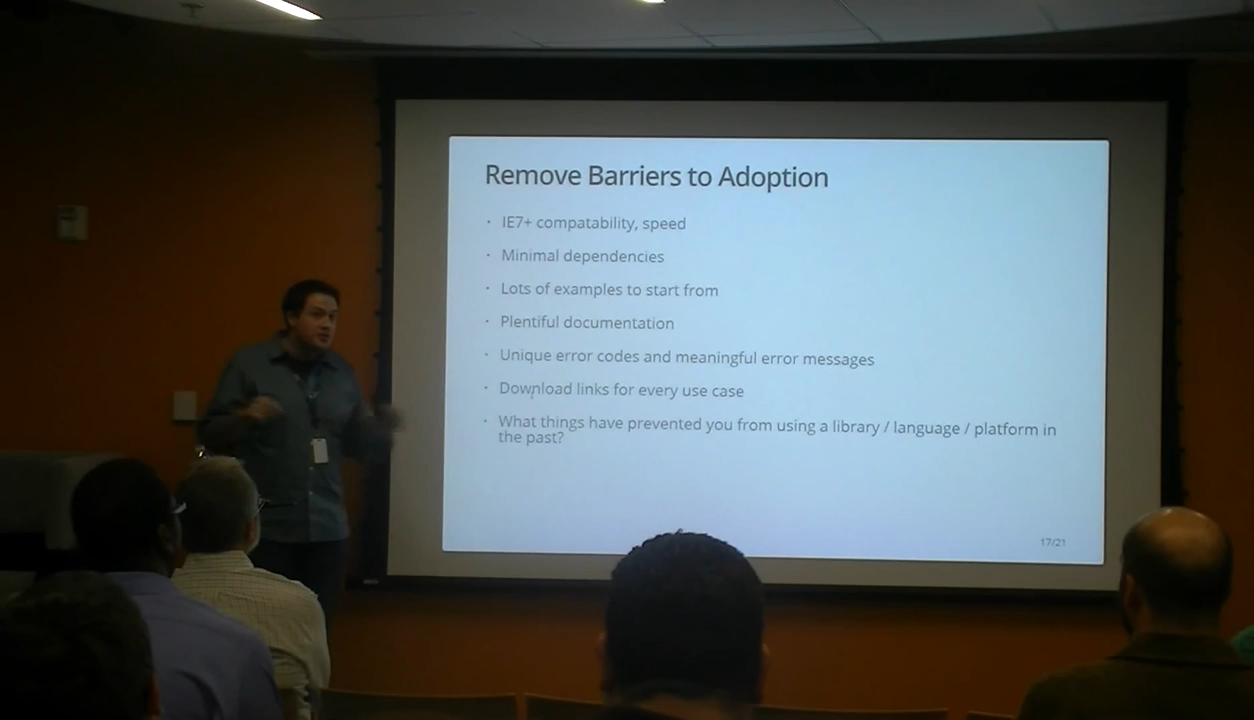 Remove Barriers to Adoption
· IE7+ compatability, speed
· Minimal dependencies
· Lots of examples to start from
· Plentiful documentation
· Unique error codes and meaningful error messages
· Download links for every use case
· What things have prevented you from using a library / language / platform in
the past?
17/21